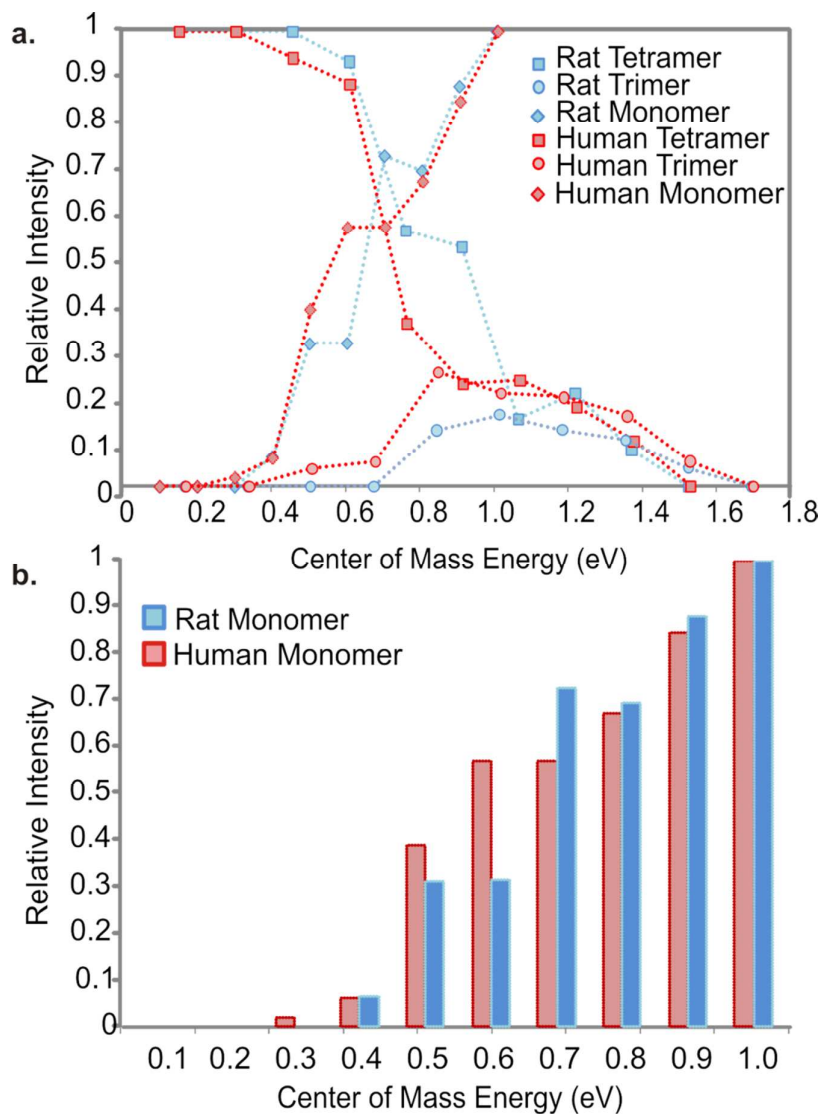 a.
1
0.9
0.8
0.7
0.6
0.5
0.4
0.3
0.2
0.1
0
Relative Intensity
Rat Tetramer
Rat Trimer
Rat Monomer
Human Tetramer
Human Trimer
Human Monomer
0 0.2 0.4 0.6 0.8 1.0 1.2 1.4 1.6 1.8
Center of Mass Energy (eV)
b.
1
0.9
0.8
0.7
0.6
0.5
0.4
0.3
0.2
0.1
0
Relative Intensity
Rat Monomer
Human Monomer
0.1 0.2 0.3 0.4 0.5 0.6 0.7 0.8 0.9 1.0
Center of Mass Energy (eV)